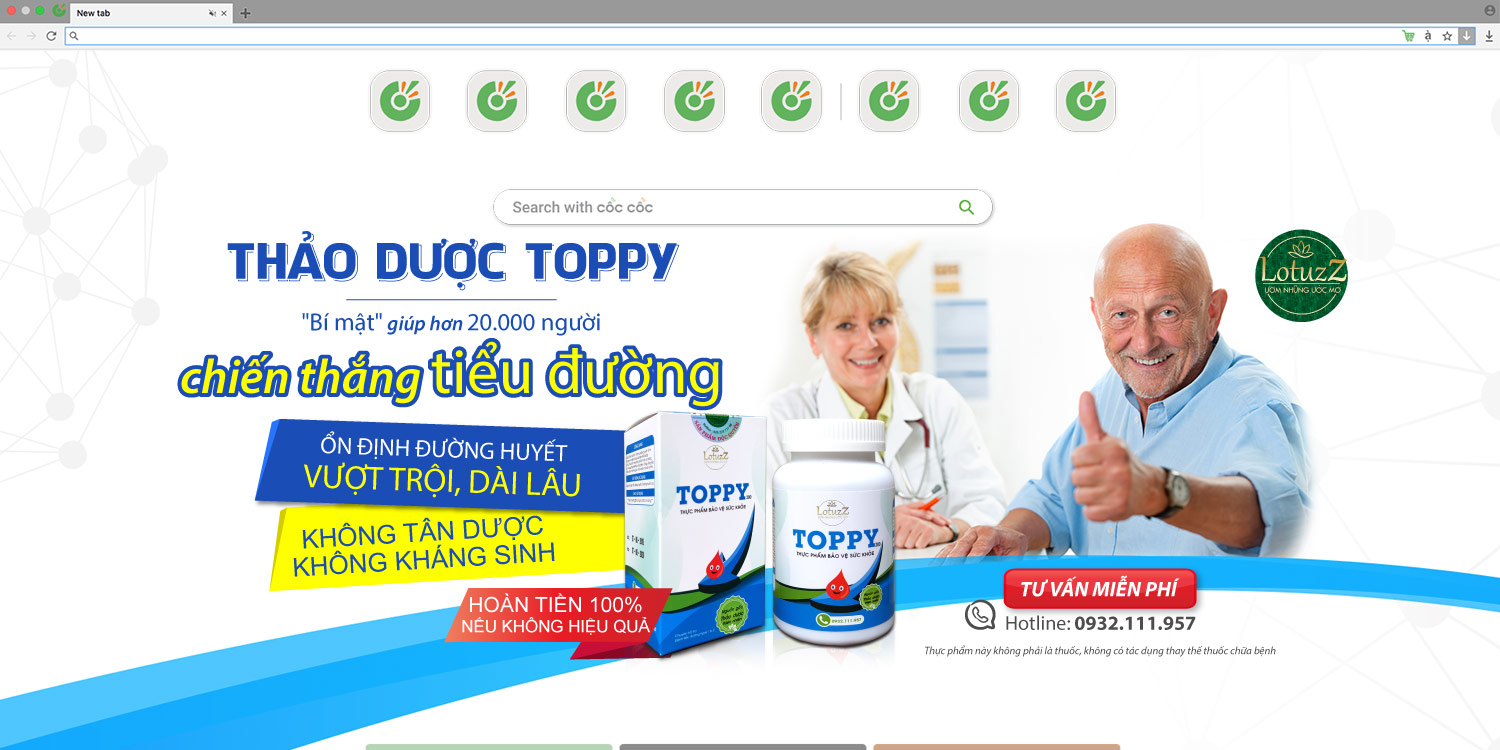 New tab
Search with cốc cốc
THẢO DƯỢC TOPPY
"Bí mật" giúp hơn 20.000 người
chiến thắng tiểu đường
LotuzZ
ƯƠM NHỮNG ƯỚC MƠ
ỔN ĐỊNH ĐƯỜNG HUYẾT
VƯỢT TRỘI, DÀI LÂU
KHÔNG TÂN DƯỢC
KHÔNG KHÁNG SINH
HOÀN TIỀN 100%
NẾU KHÔNG HIỆU QUẢ
LotuzZ
TOPPY
THỰC PHẨM BẢO VỆ SỨC KHỎE
LotuzZ
TOPPY
THỰC PHẨM BẢO VỆ SỨC KHỎE
0932.111.957
TƯ VẤN MIỄN PHÍ
Hotline: 0932.111.957
Thực phẩm này không phải là thuốc, không có tác dụng thay thế thuốc chữa bệnh